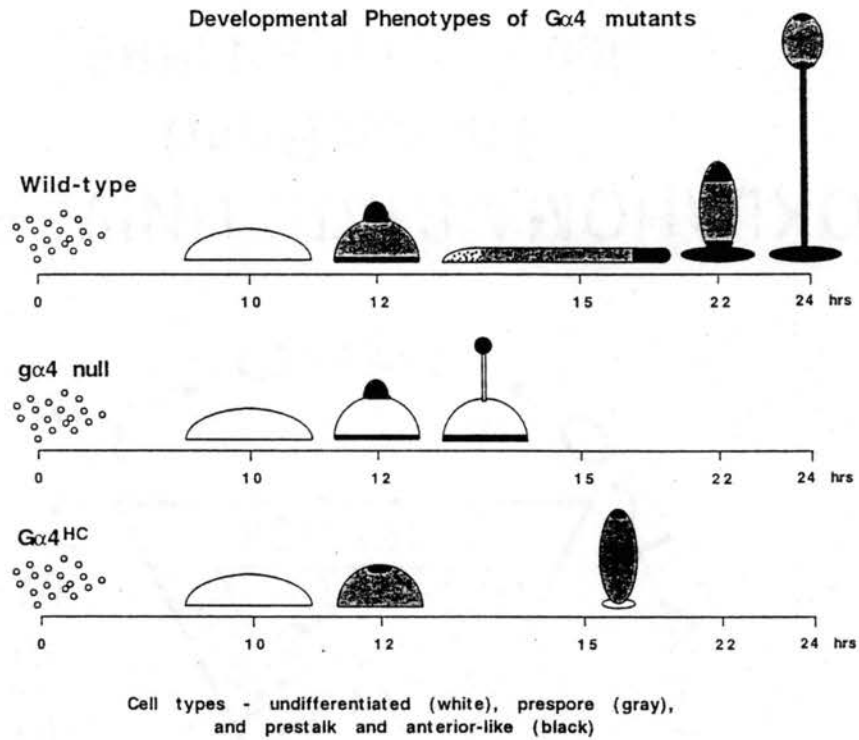 Developmental Phenotypes of Gα4 mutants
Wild-type
0 10 12 15 22 24 hrs
gα4 null
0 10 12 15 22 24 hrs
Gα4HC
0 10 12 15 22 24 hrs
Cell types - undifferentiated (white), prespore (gray),
and prestalk and anterior-like (black)